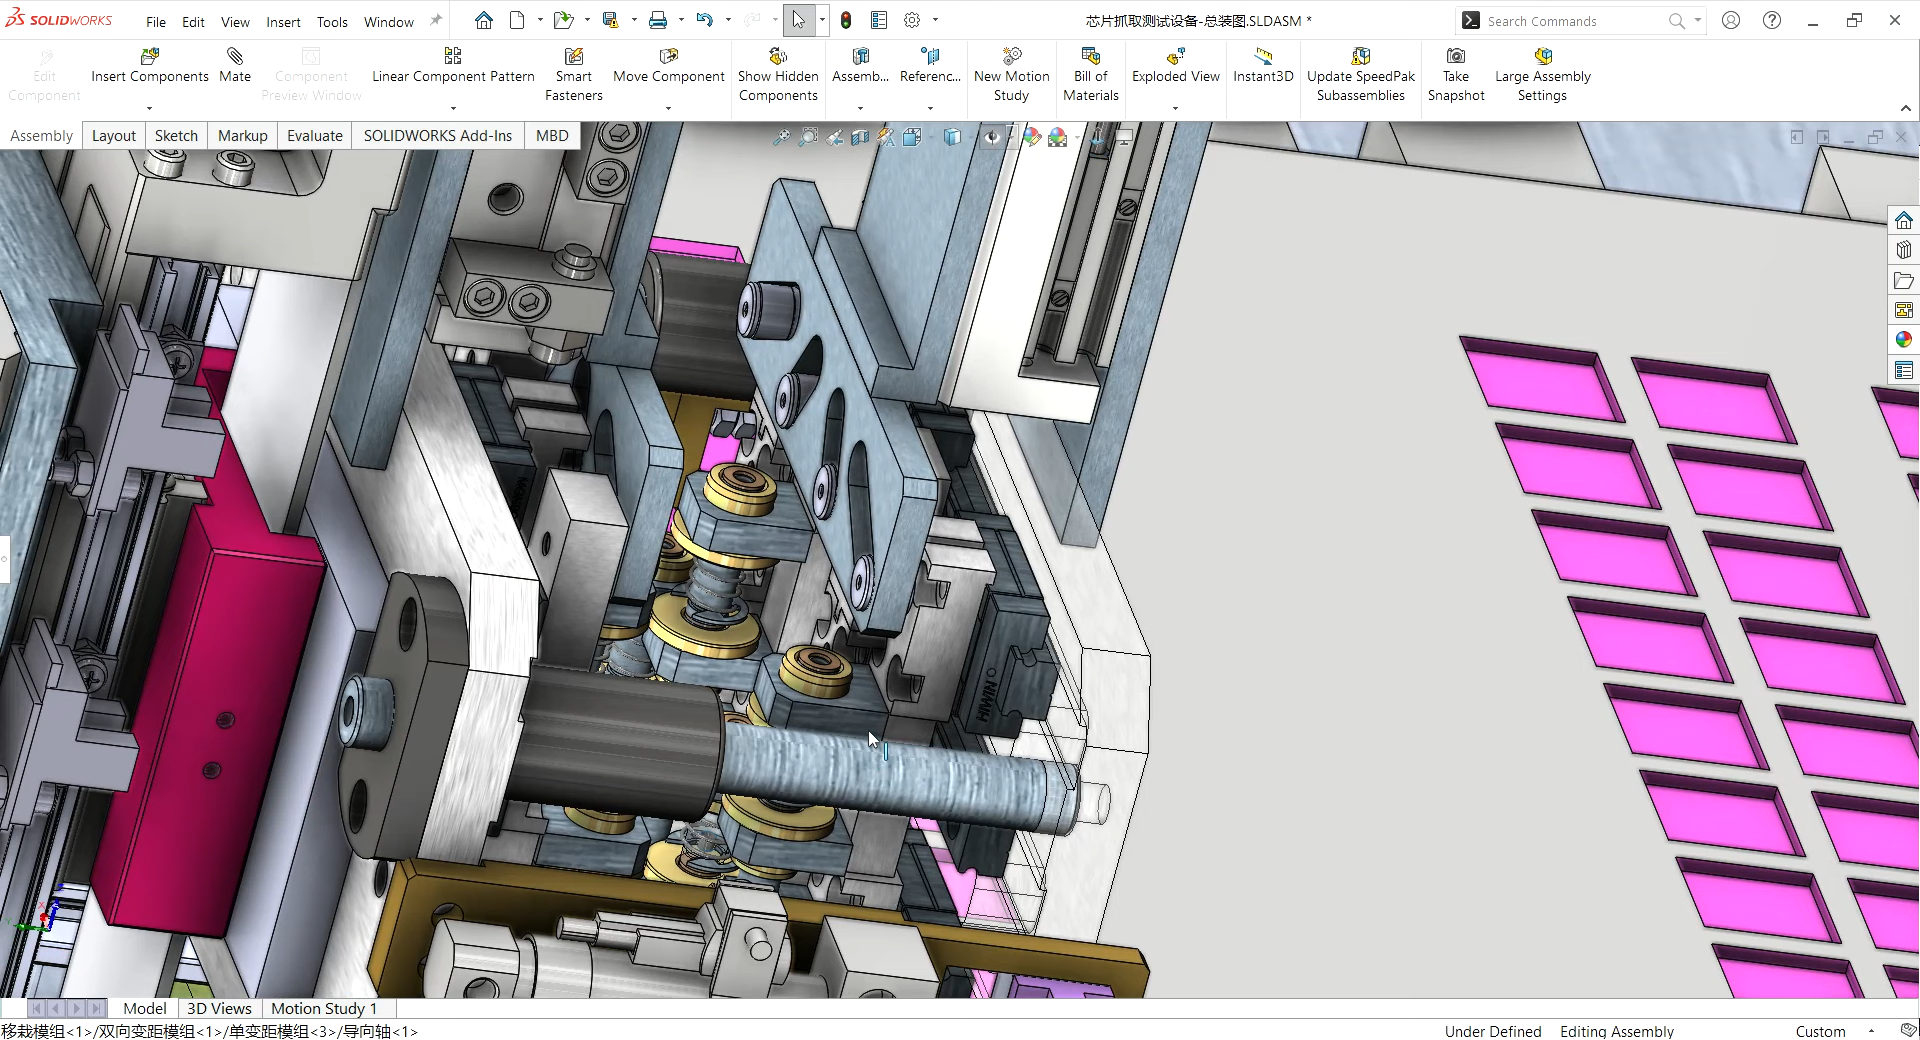 SOLIDWORKS File Edit View Insert Tools Window 芯片抓取测试设备-总装图.SLDASM * Search Commands
Edit Component
Insert Components
Mate
Component Preview Window
Linear Component Pattern
Smart Fasteners
Move Component
Show Hidden Components
Assemb...
Referenc...
New Motion Study
Bill of Materials
Exploded View
Instant3D
Update SpeedPak Subassemblies
Take Snapshot
Large Assembly Settings
Assembly Layout Sketch Markup Evaluate SOLIDWORKS Add-Ins MBD
HIWIN
Model 3D Views Motion Study 1
移栽模组<1>/双向变距模组<1>/单变距模组<3>/导向轴<1> Under Defined Editing Assembly Custom